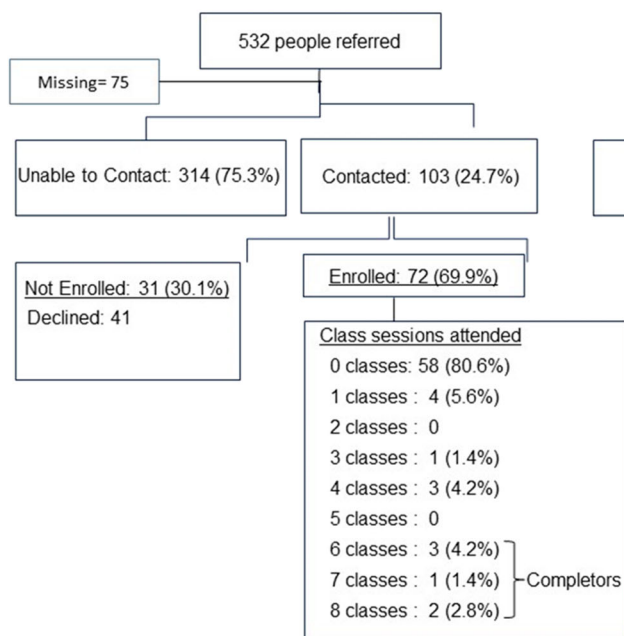 532 people referred
Missing= 75
Unable to Contact: 314 (75.3%)
Contacted: 103 (24.7%)
Not Enrolled: 31 (30.1%)
Declined: 41
Enrolled: 72 (69.9%)
Class sessions attended
0 classes: 58 (80.6%)
1 classes : 4 (5.6%)
2 classes : 0
3 classes : 1 (1.4%)
4 classes : 3 (4.2%)
5 classes : 0
6 classes : 3 (4.2%)
7 classes : 1 (1.4%)
Completors
8 classes : 2 (2.8%)